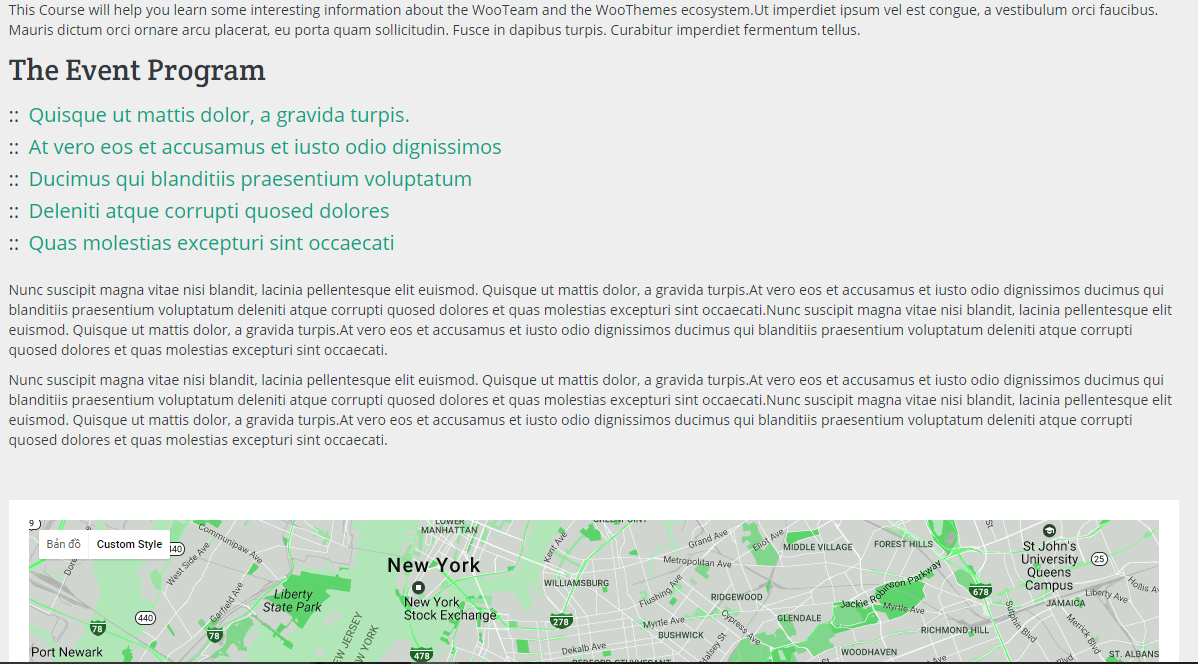 This Course will help you learn some interesting information about the WooTeam and the WooThemes ecosystem.Ut imperdiet ipsum vel est congue, a vestibulum orci faucibus.
Mauris dictum orci ornare arcu placerat, eu porta quam sollicitudin. Fusce in dapibus turpis. Curabitur imperdiet fermentum tellus.
The Event Program
:: Quisque ut mattis dolor, a gravida turpis.
:: At vero eos et accusamus et iusto odio dignissimos
:: Ducimus qui blanditiis praesentium voluptatum
:: Deleniti atque corrupti quosed dolores
:: Quas molestias excepturi sint occaecati
Nunc suscipit magna vitae nisi blandit, lacinia pellentesque elit euismod. Quisque ut mattis dolor, a gravida turpis.At vero eos et accusamus et iusto odio dignissimos ducimus qui
blanditiis praesentium voluptatum deleniti atque corrupti quosed dolores et quas molestias excepturi sint occaecati.Nunc suscipit magna vitae nisi blandit, lacinia pellentesque elit
euismod. Quisque ut mattis dolor, a gravida turpis.At vero eos et accusamus et iusto odio dignissimos ducimus qui blanditiis praesentium voluptatum deleniti atque corrupti
quosed dolores et quas molestias excepturi sint occaecati.
Nunc suscipit magna vitae nisi blandit, lacinia pellentesque elit euismod. Quisque ut mattis dolor, a gravida turpis.At vero eos et accusamus et iusto odio dignissimos ducimus qui
blanditiis praesentium voluptatum deleniti atque corrupti quosed dolores et quas molestias excepturi sint occaecati.Nunc suscipit magna vitae nisi blandit, lacinia pellentesque elit
euismod. Quisque ut mattis dolor, a gravida turpis.At vero eos et accusamus et iusto odio dignissimos ducimus qui blanditiis praesentium voluptatum deleniti atque corrupti
quosed dolores et quas molestias excepturi sint occaecati.
9
Bản đồ Custom Style
440
Communipaw Ave
West Side Ave
Garfield Ave
LOWER
MANHATTAN
New York
New York
Stock Exchange
Liberty
State Park
440
78
78
Port Newark
NEW JERSEY
NEW YORK
478
Kent Ave
WILLIAMSBURG
278
Dekalb Ave
Grand Ave
Metropolitan Ave
Eliot Ave
MIDDLE VILLAGE
FOREST HILLS
Flushing Ave
RIDGEWOOD
Myrtle Ave
BUSHWICK
Cypress Ave
GLENDALE
Jackie Robinson Parkway
Myrtle Ave
WOODHAVEN
RICHMOND HILL
678
St
St John's
University
Queens
Campus
25
JAMAICA
Liberty Ave
Sutphin Blvd
Merrick Blvd
ST. ALBANS